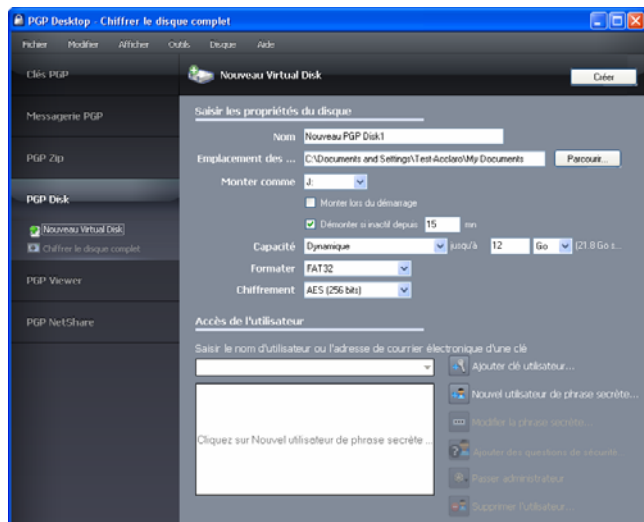 PGP Desktop - Chiffrer le disque complet
Fichier Modifier Afficher Outils Disque Aide
Clés PGP
Messagerie PGP
PGP Zip
PGP Disk
Nouveau Virtual Disk
Chiffrer le disque complet
PGP Viewer
PGP NetShare
Nouveau Virtual Disk
Créer
Saisir les propriétés du disque
Nom Nouveau PGP Disk1
Emplacement des ... C:\Documents and Settings\Test-Acclaro\My Documents Parcourir...
Monter comme J:
Monter lors du démarrage
Démonter si inactif depuis 15 mn
Capacité Dynamique jusqu'à 12 Go (21.8 Go s...
Formater FAT32
Chiffrement AES (256 bits)
Accès de l'utilisateur
Saisir le nom d'utilisateur ou l'adresse de courrier électronique d'une clé
Ajouter clé utilisateur...
Nouvel utilisateur de phrase secrète...
Cliquez sur Nouvel utilisateur de phrase secrète ...
Modifier la phrase secrète...
Ajouter des questions de sécurité...
Passer administrateur
Supprimer l'utilisateur...